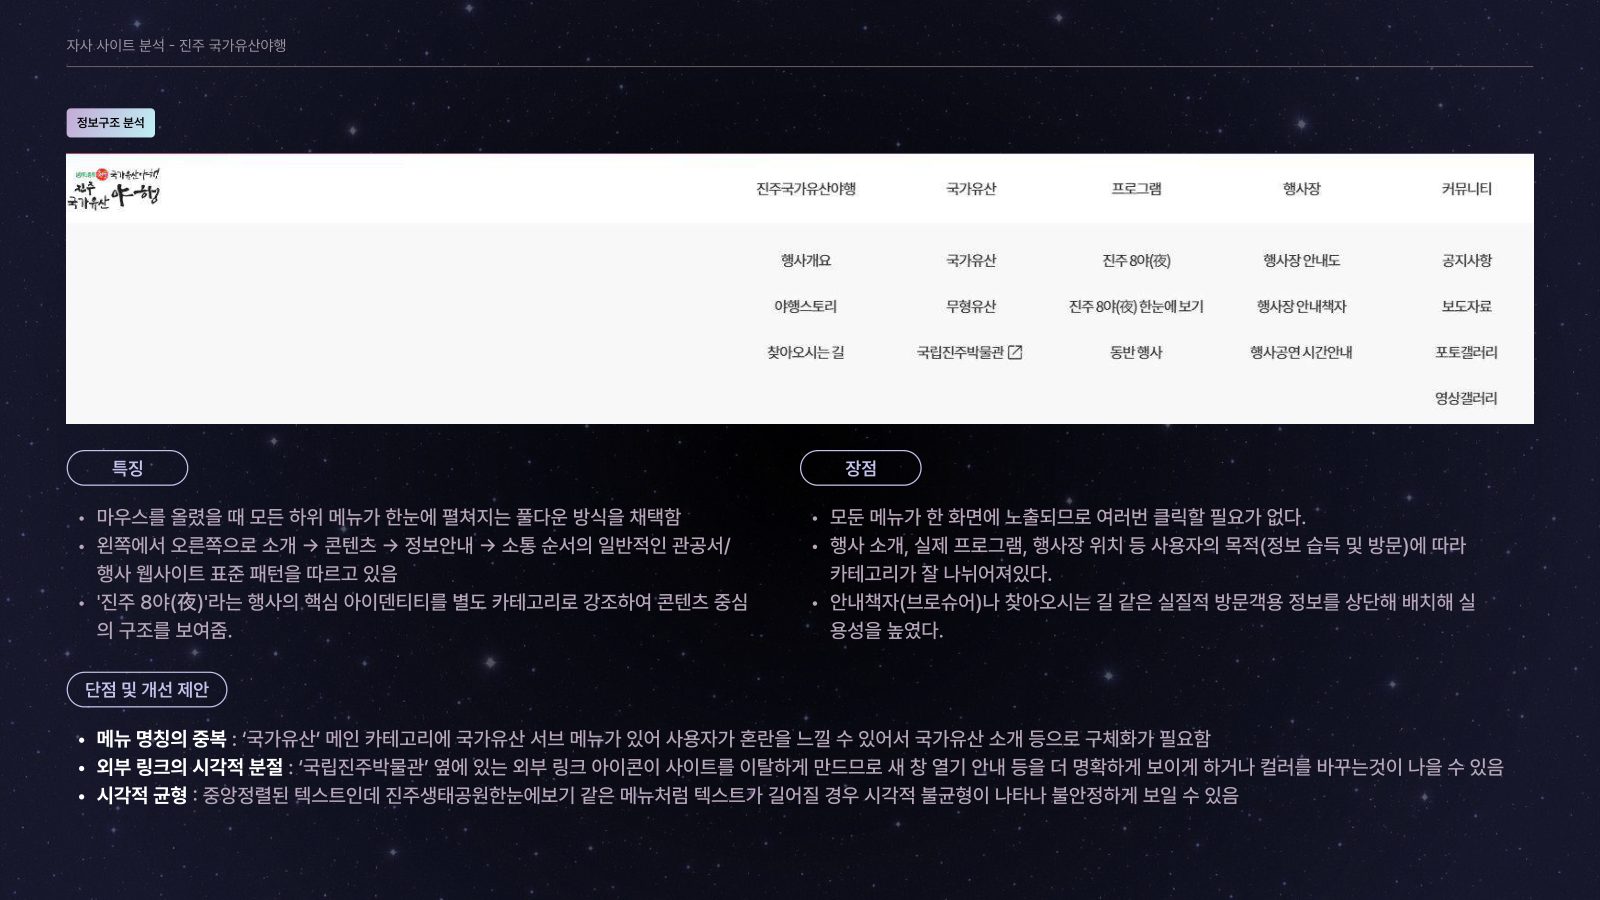 자사 사이트 분석 - 진주 국가유산야행
정보구조 분석
국가유산야행!
진주
국가유산 야행
진주국가유산야행 국가유산 프로그램 행사장 커뮤니티
행사개요 국가유산 진주 8야(夜) 행사장 안내도 공지사항
야행스토리 무형유산 진주 8야(夜) 한눈에 보기 행사장 안내책자 보도자료
찾아오시는 길 국립진주박물관 동반 행사 행사공연 시간안내 포토갤러리
영상갤러리
특징
• 마우스를 올렸을 때 모든 하위 메뉴가 한눈에 펼쳐지는 풀다운 방식을 채택함
• 왼쪽에서 오른쪽으로 소개 → 콘텐츠 → 정보안내 → 소통 순서의 일반적인 관공서/
행사 웹사이트 표준 패턴을 따르고 있음
• '진주 8야(夜)'라는 행사의 핵심 아이덴티티를 별도 카테고리로 강조하여 콘텐츠 중심
의 구조를 보여줌.
장점
• 모둔 메뉴가 한 화면에 노출되므로 여러번 클릭할 필요가 없다.
• 행사 소개, 실제 프로그램, 행사장 위치 등 사용자의 목적(정보 습득 및 방문)에 따라
카테고리가 잘 나뉘어져있다.
• 안내책자(브로슈어)나 찾아오시는 길 같은 실질적 방문객용 정보를 상단해 배치해 실
용성을 높였다.
단점 및 개선 제안
• 메뉴 명칭의 중복 : ‘국가유산’ 메인 카테고리에 국가유산 서브 메뉴가 있어 사용자가 혼란을 느낄 수 있어서 국가유산 소개 등으로 구체화가 필요함
• 외부 링크의 시각적 분절 : ‘국립진주박물관’ 옆에 있는 외부 링크 아이콘이 사이트를 이탈하게 만드므로 새 창 열기 안내 등을 더 명확하게 보이게 하거나 컬러를 바꾸는것이 나을 수 있음
• 시각적 균형 : 중앙정렬된 텍스트인데 진주생태공원한눈에보기 같은 메뉴처럼 텍스트가 길어질 경우 시각적 불균형이 나타나 불안정하게 보일 수 있음